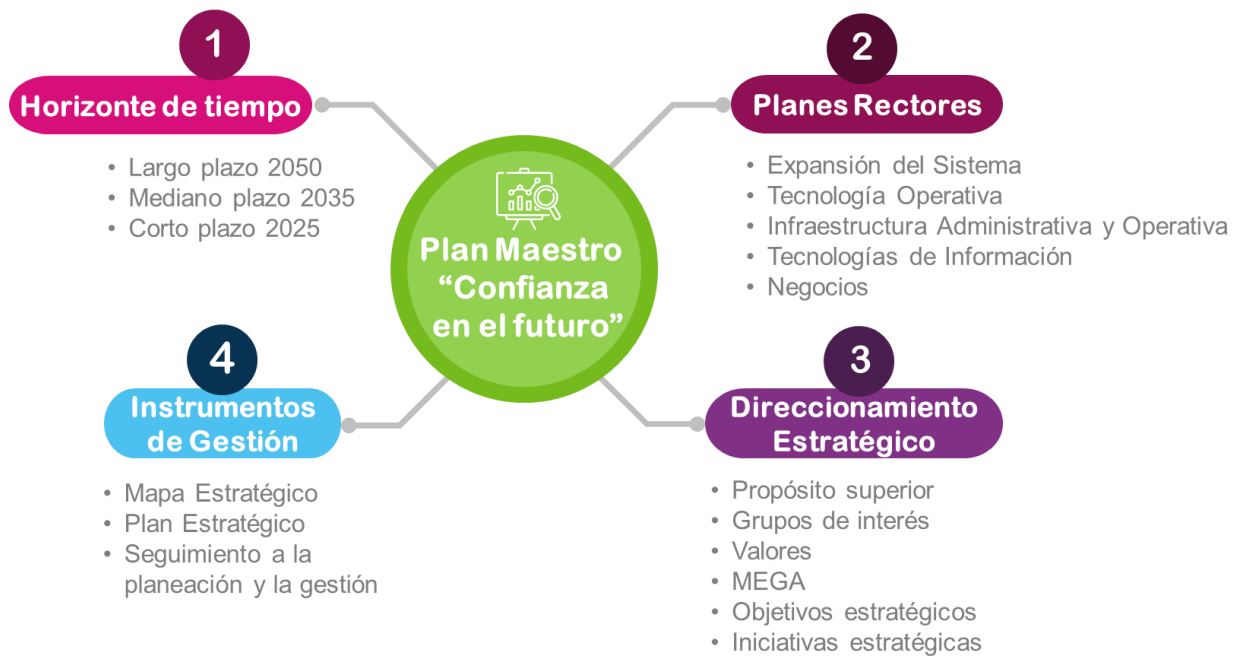 1
Horizonte de tiempo
• Largo plazo 2050
• Mediano plazo 2035
• Corto plazo 2025
2
Planes Rectores
• Expansión del Sistema
• Tecnología Operativa
• Infraestructura Administrativa y Operativa
• Tecnologías de Información
• Negocios
Plan Maestro
“Confianza
en el futuro”
3
Direccionamiento
Estratégico
• Propósito superior
• Grupos de interés
• Valores
• MEGA
• Objetivos estratégicos
• Iniciativas estratégicas
4
Instrumentos
de Gestión
• Mapa Estratégico
• Plan Estratégico
• Seguimiento a la
planeación y la gestión